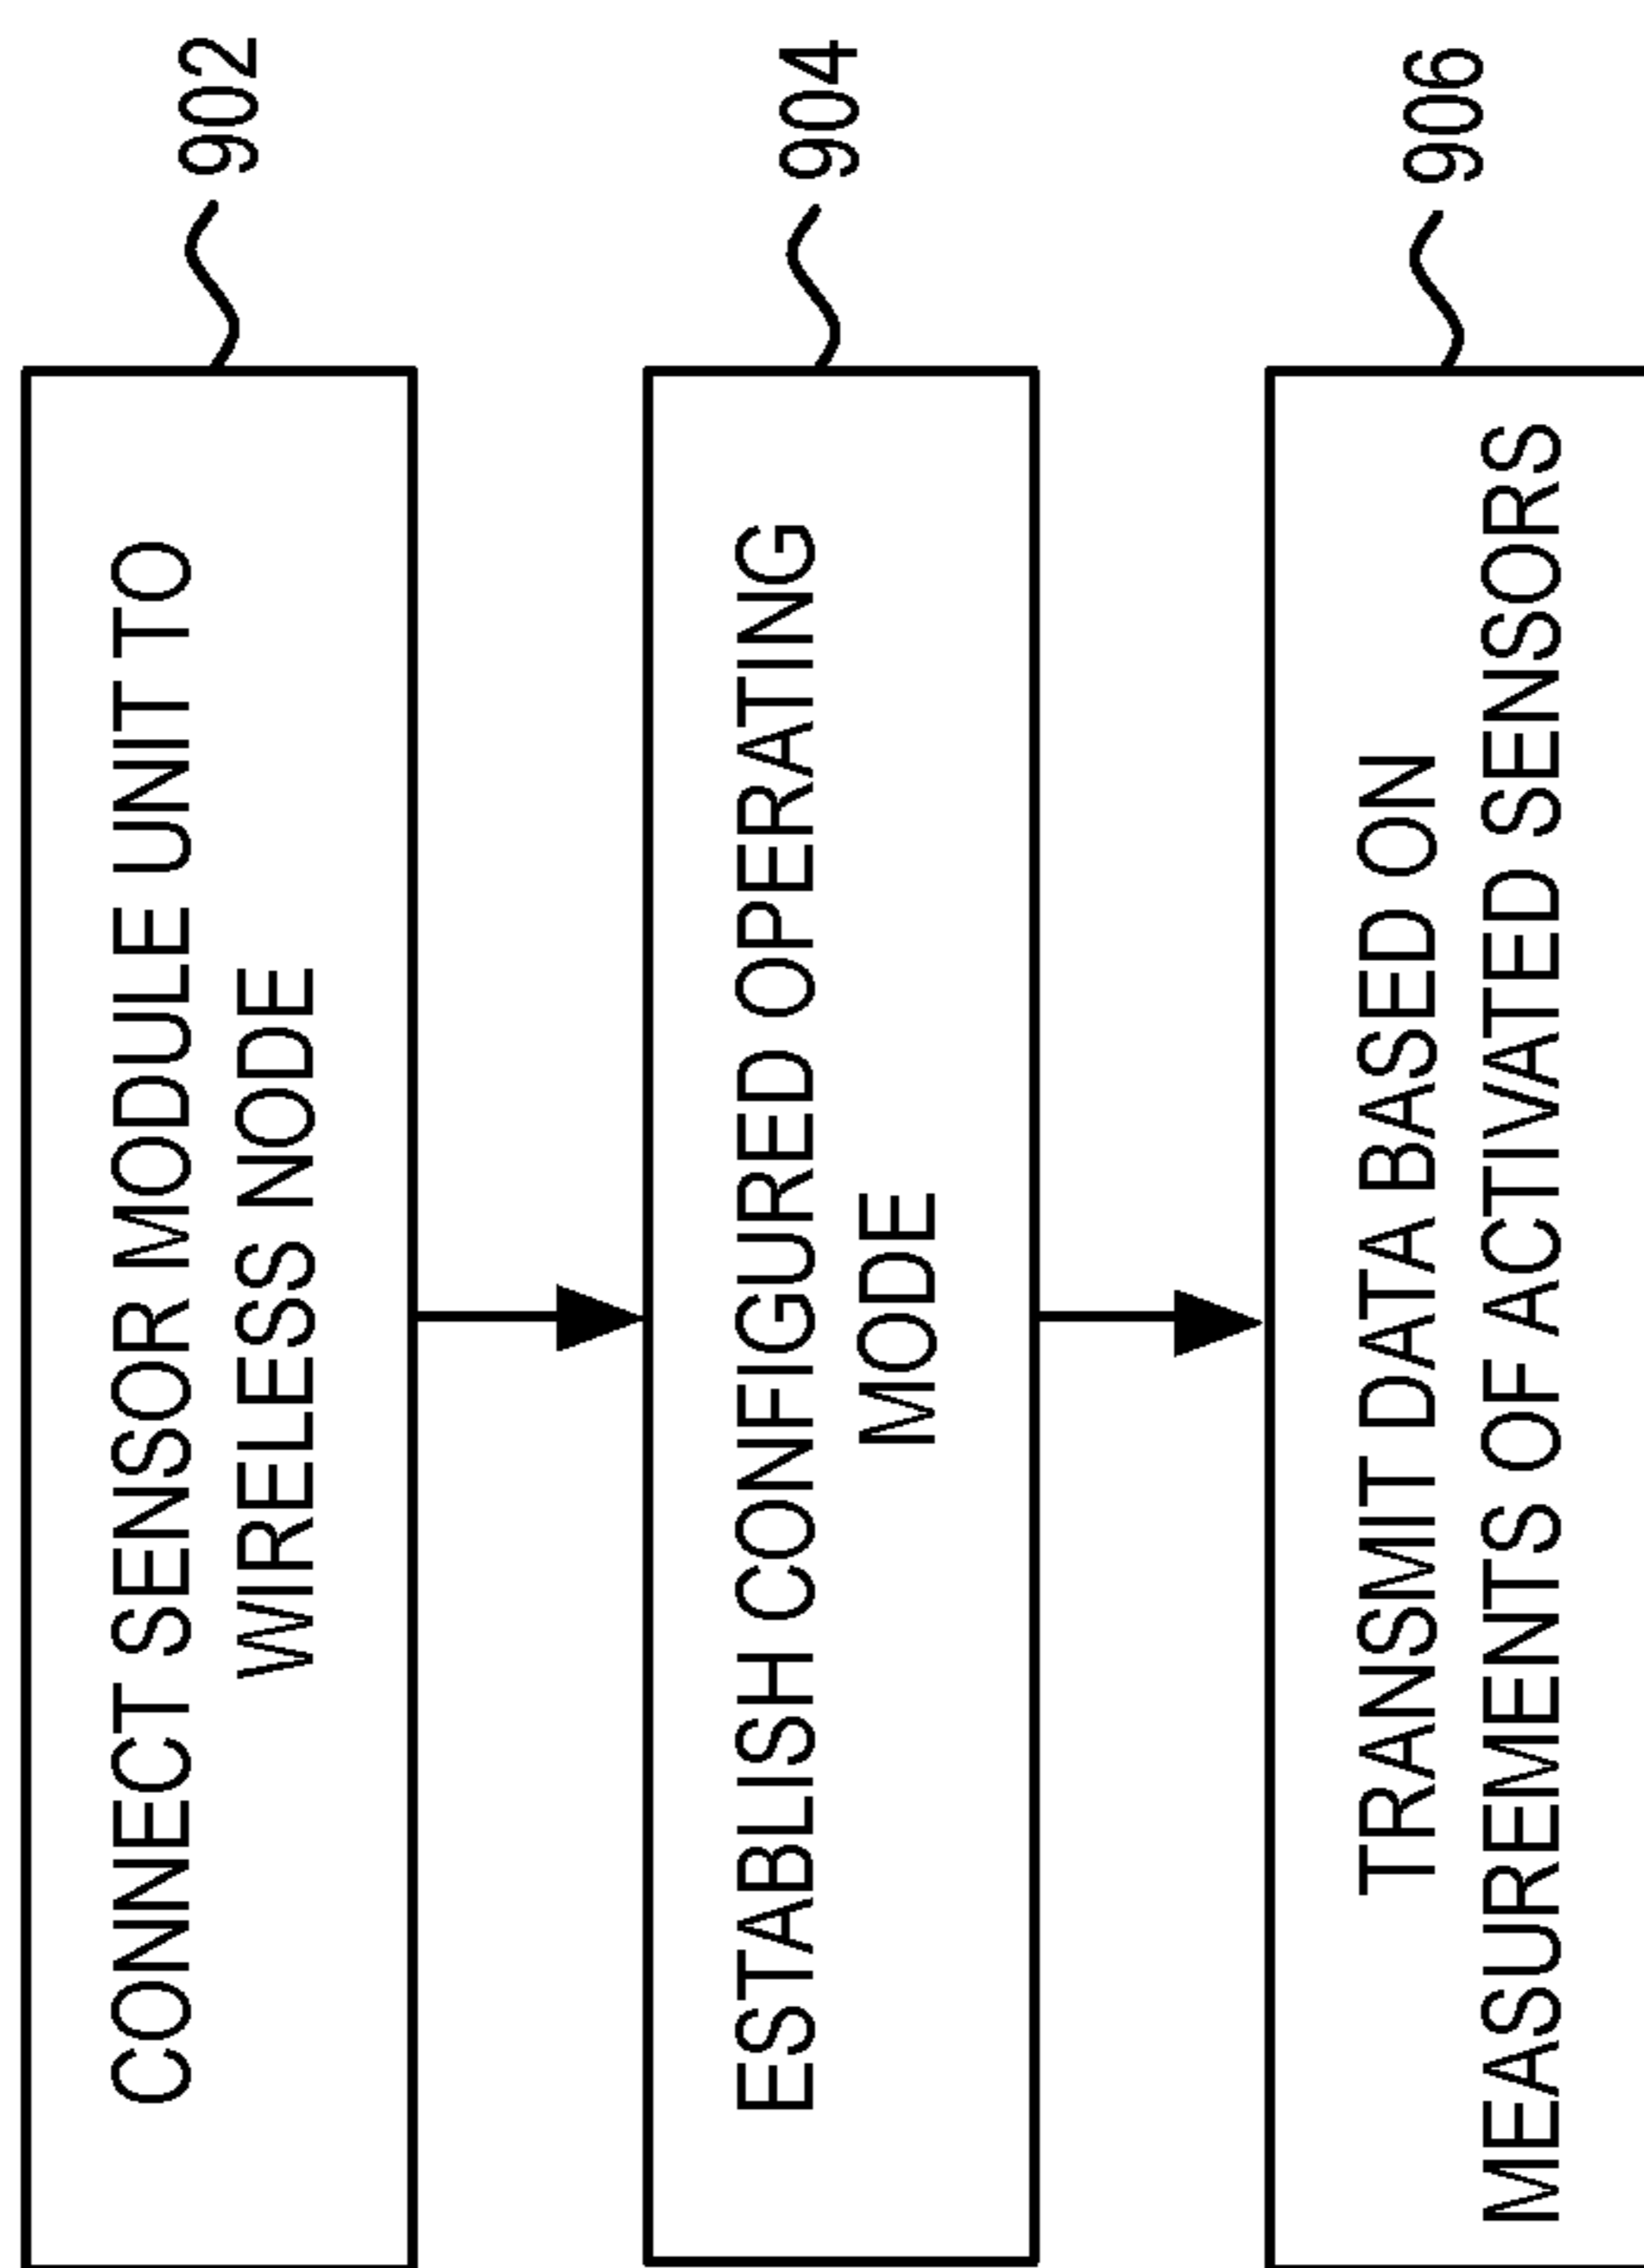 CONNECT SENSOR MODULE UNIT TO
WIRELESS NODE
902
ESTABLISH CONFIGURED OPERATING
MODE
904
TRANSMIT DATA BASED ON
MEASUREMENTS OF ACTIVATED SENSORS
906